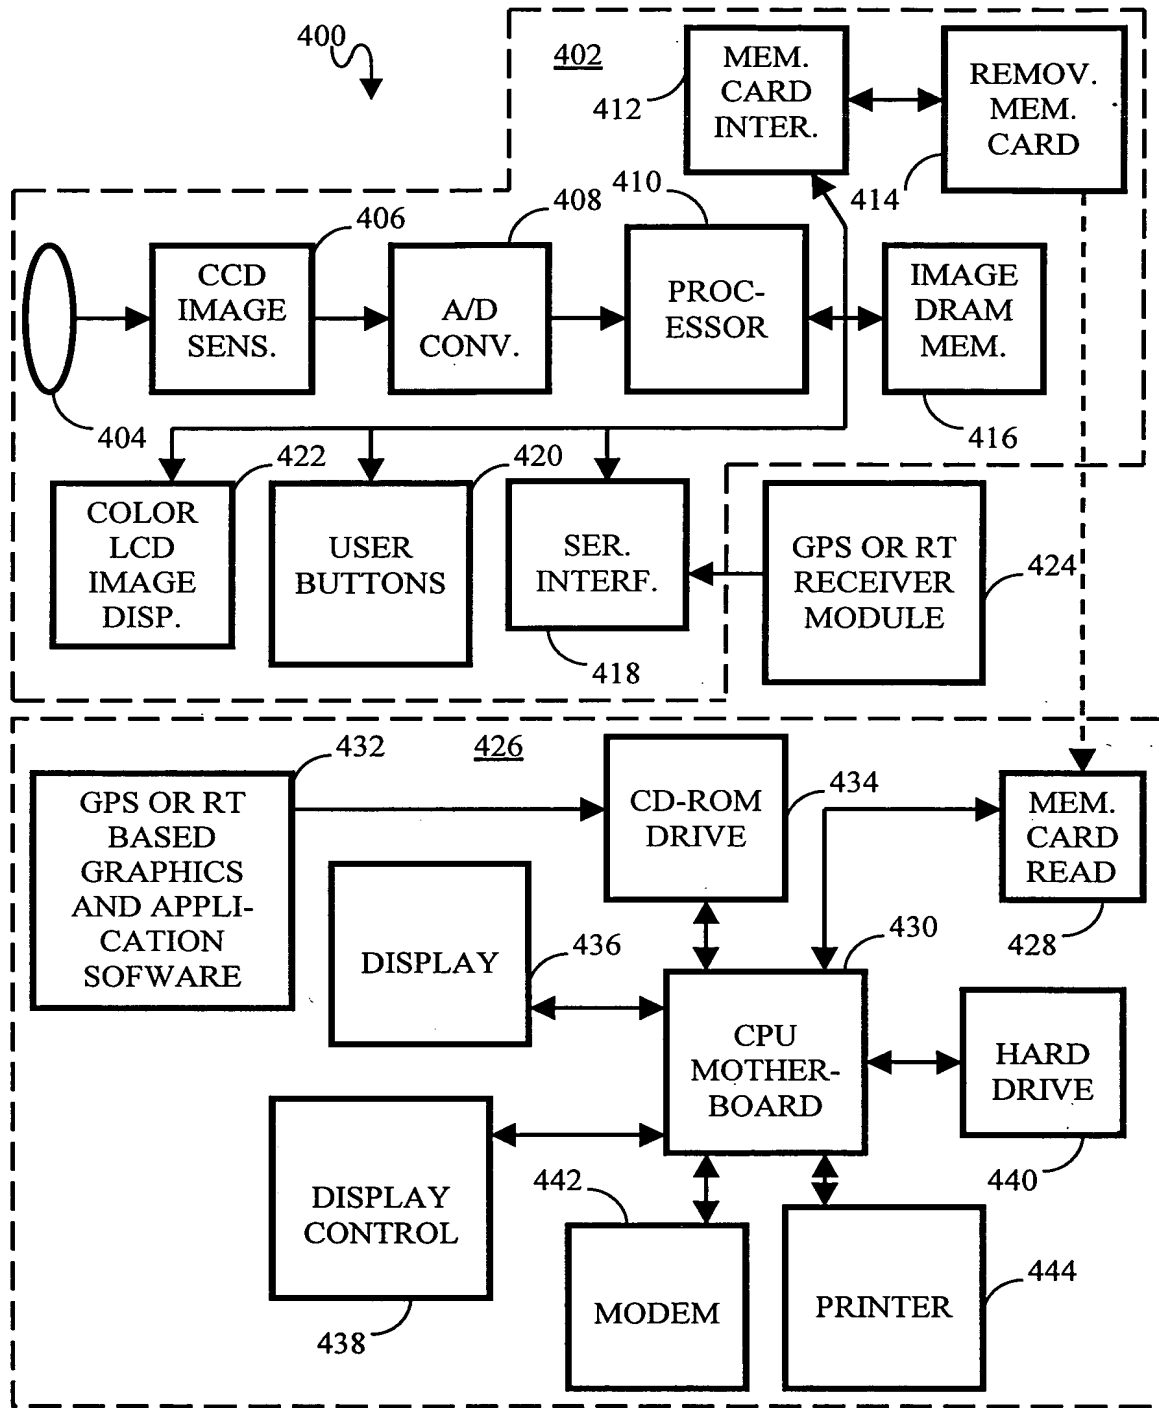 400
402
MEM.
CARD
INTER.
412
REMOV.
MEM.
CARD
414
404
CCD
IMAGE
SENS.
406
A/D
CONV.
408
PROC-
ESSOR
410
IMAGE
DRAM
MEM.
416
COLOR
LCD
IMAGE
DISP.
422
USER
BUTTONS
420
SER.
INTERF.
418
GPS OR RT
RECEIVER
MODULE
424
426
GPS OR RT
BASED
GRAPHICS
AND APPLI-
CATION
SOFWARE
432
CD-ROM
DRIVE
434
MEM.
CARD
READ
428
DISPLAY
436
CPU
MOTHER-
BOARD
430
HARD
DRIVE
440
DISPLAY
CONTROL
438
MODEM
442
PRINTER
444